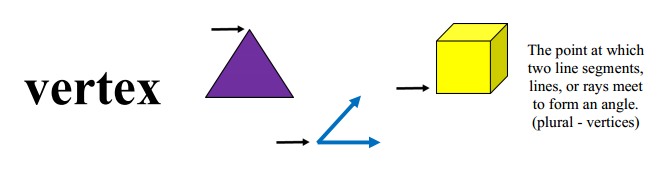 vertex
The point at which
two line segments,
lines, or rays meet
to form an angle.
(plural - vertices)